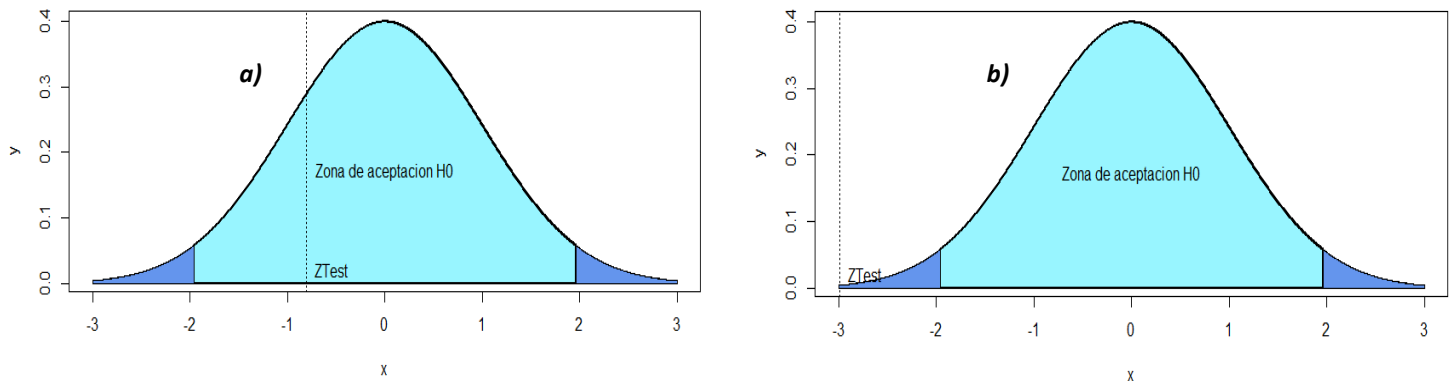 a)
0.4
0.3
0.2
0.1
0.0
y
Zona de aceptacion H0
ZTest
-3 -2 -1 0 1 2 3
x
b)
0.4
0.3
0.2
0.1
0.0
y
Zona de aceptacion H0
ZTest
-3 -2 -1 0 1 2 3
x